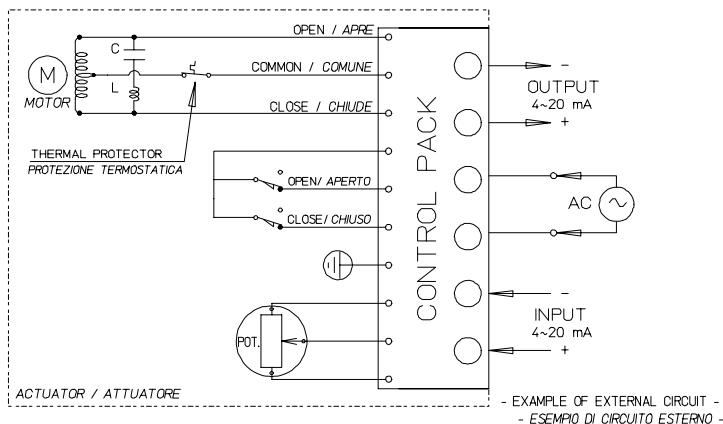 OPEN / APRE
C
COMMON / COMUNE
M
MOTOR
L
CLOSE / CHIUDE
THERMAL PROTECTOR
PROTEZIONE TERMOSTATICA
OPEN/ APERTO
CLOSE/ CHIUSO
POT.
ACTUATOR / ATTUATORE
CONTROL PACK
-
OUTPUT
4~20 mA
+
AC
-
INPUT
4~20 mA
+
- EXAMPLE OF EXTERNAL CIRCUIT -
- ESEMPIO DI CIRCUITO ESTERNO -